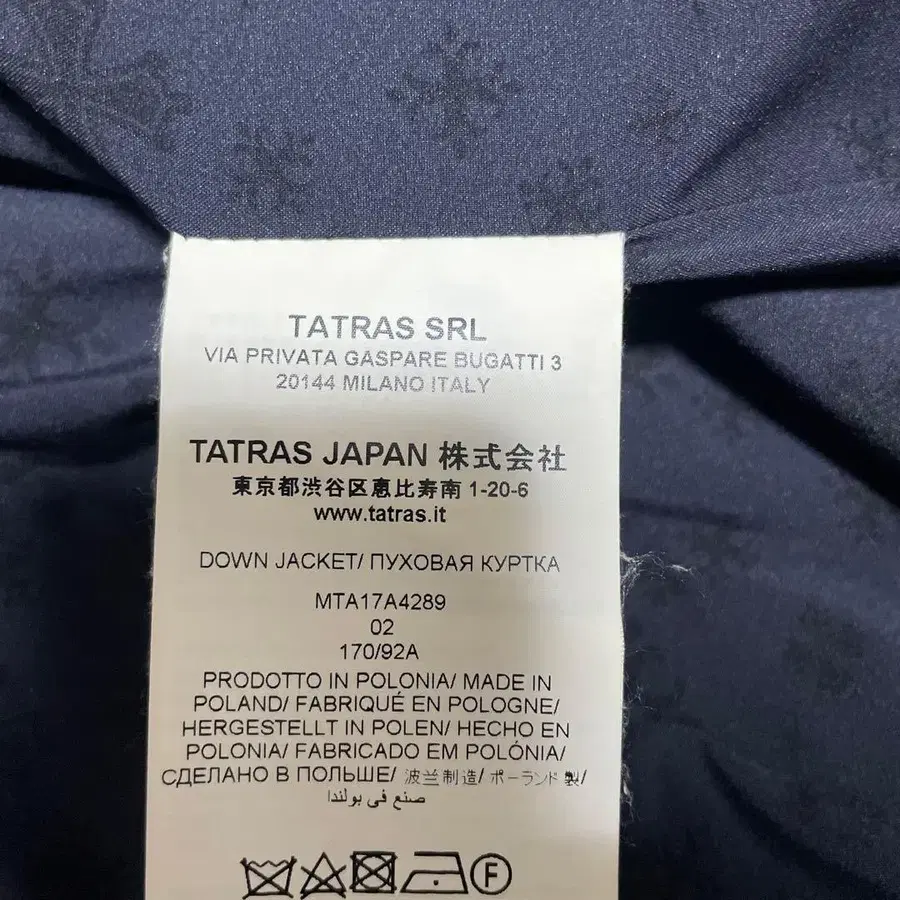 TATRAS SRL
VIA PRIVATA GASPARE BUGATTI 3
20144 MILANO ITALY
TATRAS JAPAN 株式会社
東京都渋谷区恵比寿南 1-20-6
www.tatras.it
DOWN JACKET/ ПУХОВАЯ КУРТКА
MTA17A4289
02
170/92A
PRODOTTO IN POLONIA/ MADE IN
POLAND/ FABRIQUÉ EN POLOGNE/
HERGESTELLT IN POLEN/ HECHO EN
POLONIA/ FABRICADO EM POLÓNIA/
СДЕЛАНО В ПОЛЬШЕ/ 波兰制造/ ポーランド製/
صنع في بولندا
F